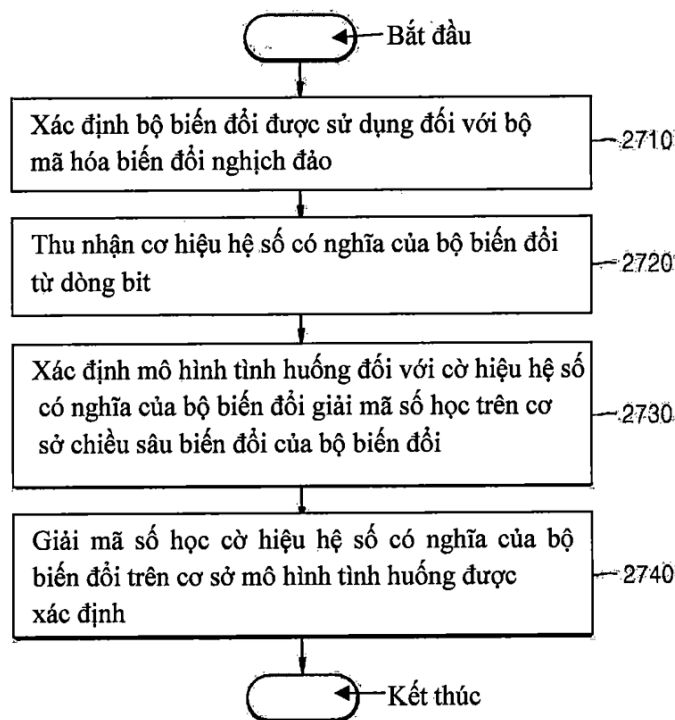 Bắt đầu
Xác định bộ biến đổi được sử dụng đối với bộ
mã hóa biến đổi nghịch đảo
2710
Thu nhận cơ hiệu hệ số có nghĩa của bộ biến đổi
từ dòng bit
2720
Xác định mô hình tình huống đối với cờ hiệu hệ số
có nghĩa của bộ biến đổi giải mã số học trên cơ
sở chiều sâu biến đổi của bộ biến đổi
2730
Giải mã số học cờ hiệu hệ số có nghĩa của bộ
biến đổi trên cơ sở mô hình tình huống được
xác định
2740
Kết thúc